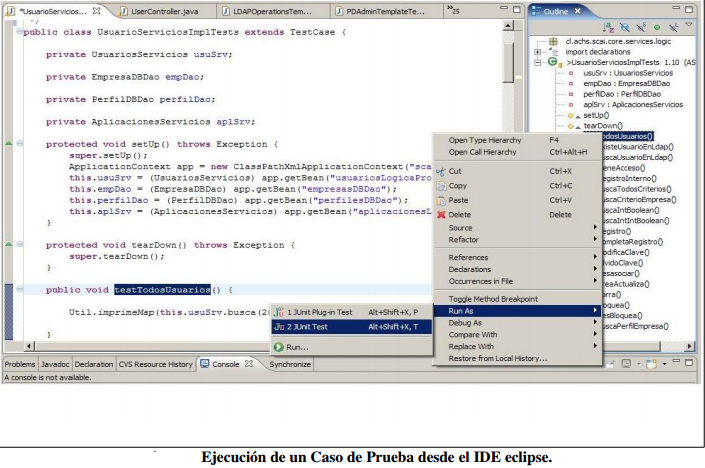 *UsuarioServicios...
UserController.java
LDAPOperationsTem...
PDAdminTemplateTe...
25
Outline
*/
public class UsuariosServiciosImplTests extends TestCase {
private UsuariosServicios usuSrv;
private EmpresaDBDao empDao;
private PerfilDBDao perfilDao;
private AplicacionesServicios aplSrv;
protected void setUp() throws Exception {
super.setUp();
ApplicationContext app = new ClassPathXmlApplicationContext("sca
this.usuSrv = (UsuariosServicios) app.getBean("usuariosLogicaPro
this.empDao = (EmpresaDBDao) app.getBean("empresasDBDao");
this.perfilDao = (PerfilDBDao) app.getBean("perfilesDBDao");
this.aplSrv = (AplicacionesServicios) app.getBean("aplicacionesL
}
protected void tearDown() throws Exception {
super.tearDown();
}
public void testTodosUsuarios() {
Util.imprimeMap(this.usuSrv.busca(20
}
cl.achs.scai.core.services.logic
import declarations
>UsuariosServiciosImplTests 1.10 (AS
usuSrv : UsuariosServicios
empDao : EmpresaDBDao
perfilDao : PerfilDBDao
aplSrv : AplicacionesServicios
setUp()
tearDown()
TodosUsuarios()
xisteUsuarioEnLdap()
uscaUsuarioEnLdap()
eneAcceso()
egistroInterno()
uscaTodosCriterios()
uscaCriterioEmpresa()
uscaIntBoolean()
uscaIntIntBoolean()
egistro()
ompletaRegistro()
odificaClave()
lvidoClave()
esasociar()
reaActualiza()
orra()
loquea()
esBloquea()
uscaPerfilEmpresa()
Open Type Hierarchy F4
Open Call Hierarchy Ctrl+Alt+H
Cut Ctrl+X
Copy Ctrl+C
Paste Ctrl+V
Delete Delete
Source
Refactor
References
Declarations
Occurrences in File
Toggle Method Breakpoint
Run As
Debug As
Compare With
Replace With
Restore from Local History...
1 JUnit Plug-in Test Alt+Shift+X, P
2 JUnit Test Alt+Shift+X, T
Run...
Problems Javadoc Declaration CVS Resource History Console Synchronize
A console is not available.
Ejecución de un Caso de Prueba desde el IDE eclipse.